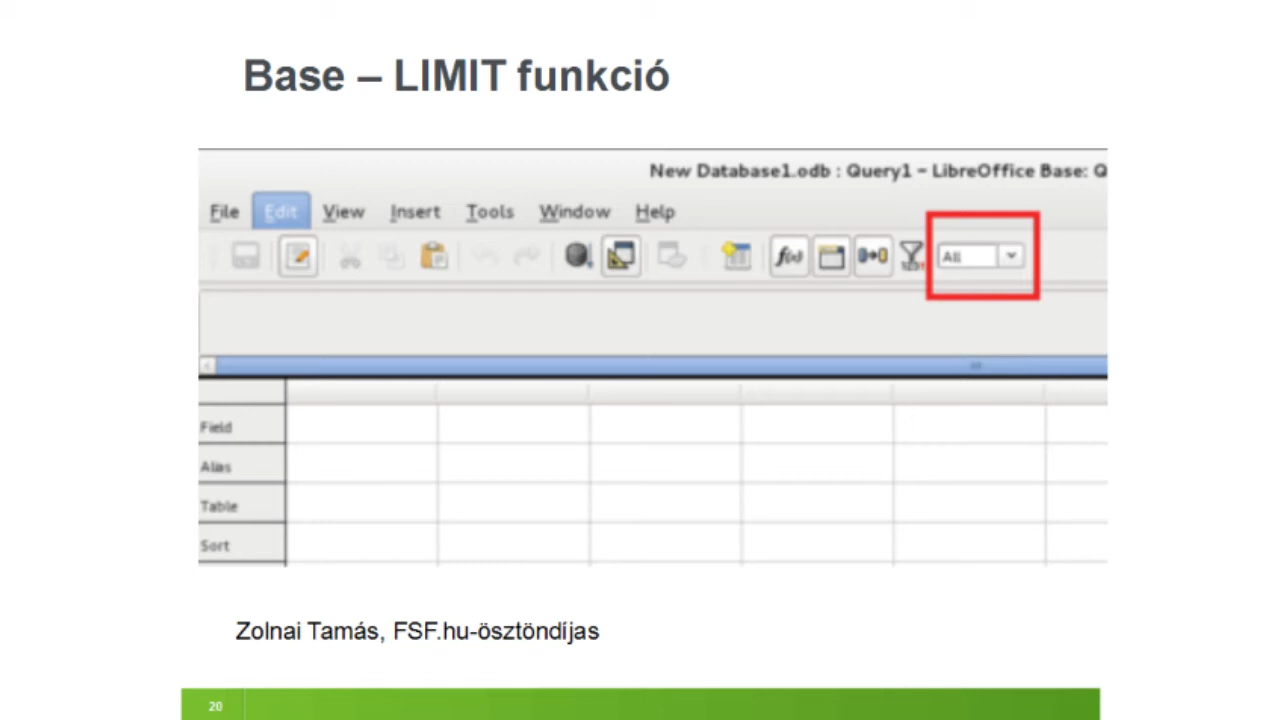 Base – LIMIT funkció
New Database1.odb : Query1 – LibreOffice Base: Q
File Edit View Insert Tools Window Help
f(x) All
Field
Alias
Table
Sort
Zolnai Tamás, FSF.hu-ösztöndíjas
20